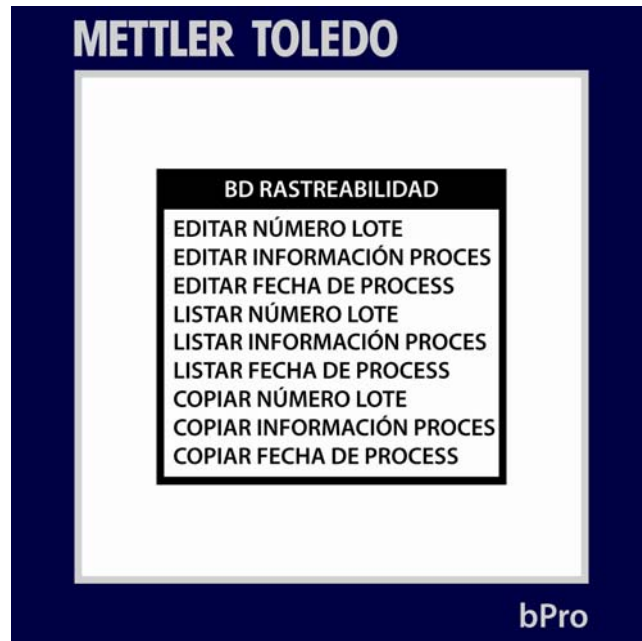 METTLER TOLEDO
BD RASTREABILIDAD
EDITAR NÚMERO LOTE
EDITAR INFORMACIÓN PROCES
EDITAR FECHA DE PROCESS
LISTAR NÚMERO LOTE
LISTAR INFORMACIÓN PROCES
LISTAR FECHA DE PROCESS
COPIAR NÚMERO LOTE
COPIAR INFORMACIÓN PROCES
COPIAR FECHA DE PROCESS
bPro